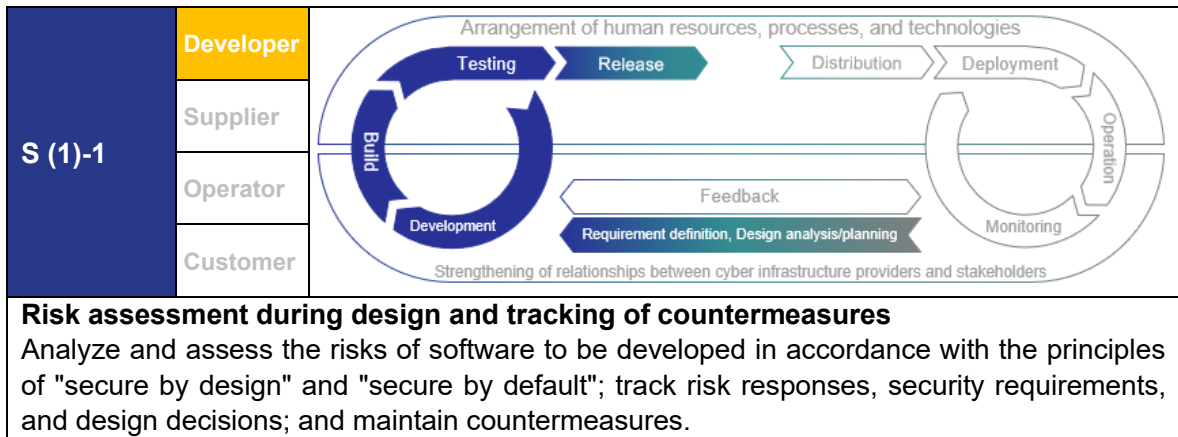 S (1)-1
Developer
Supplier
Operator
Customer
Arrangement of human resources, processes, and technologies
Testing
Release
Distribution
Deployment
Build
Operation
Feedback
Development
Requirement definition, Design analysis/planning
Monitoring
Strengthening of relationships between cyber infrastructure providers and stakeholders
Risk assessment during design and tracking of countermeasures
Analyze and assess the risks of software to be developed in accordance with the principles
of "secure by design" and "secure by default"; track risk responses, security requirements,
and design decisions; and maintain countermeasures.